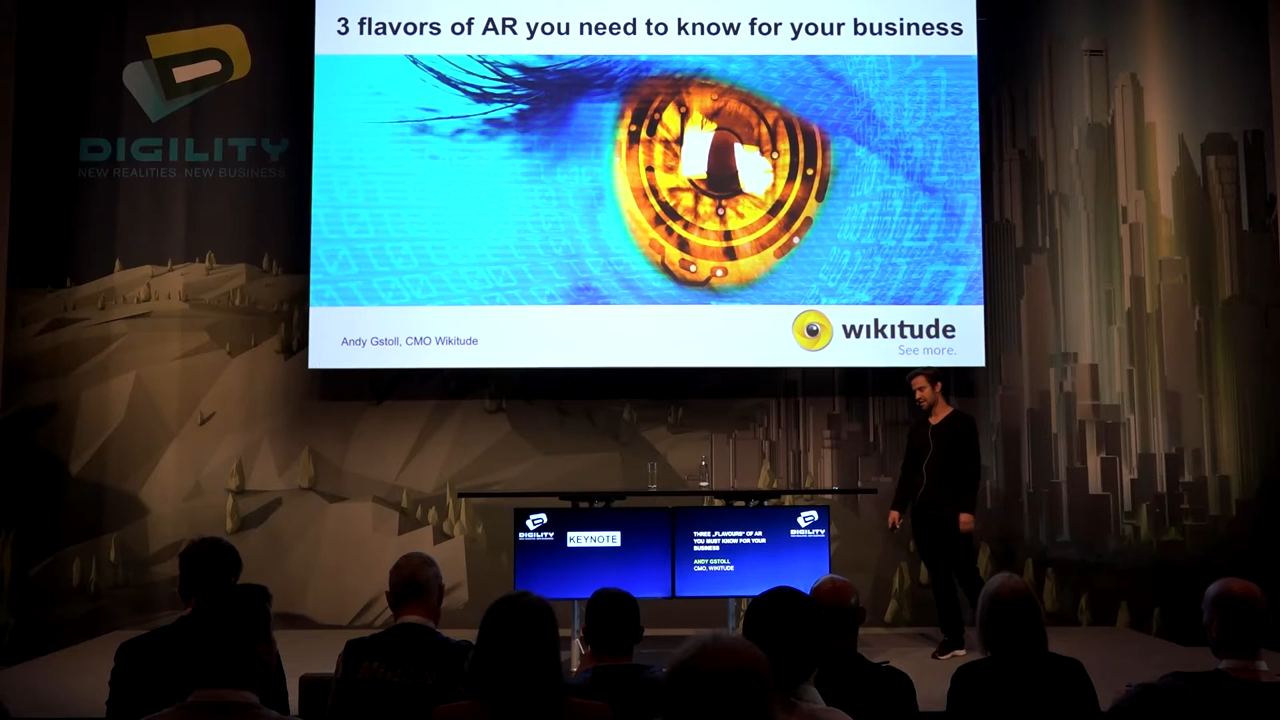 3 flavors of AR you need to know for your business
DIGILITY
NEW REALITIES. NEW BUSINESS
Andy Gstoll, CMO Wikitude
wikitude
See more.
DIGILITY
KEYNOTE
DIGILITY
THREE „FLAVOURS" OF AR
YOU MUST KNOW FOR YOUR
BUSINESS
ANDY GSTOLL
CMO, WIKITUDE